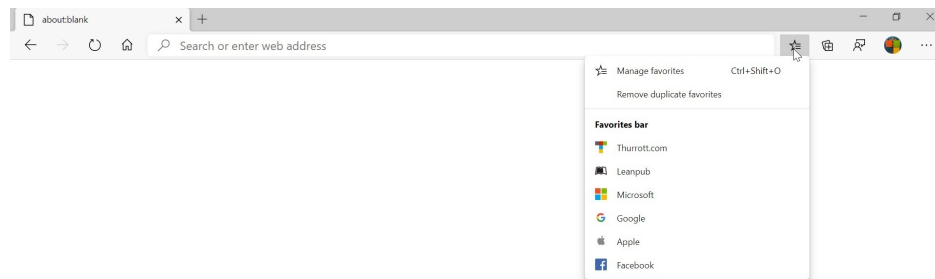 about:blank
Search or enter web address
Manage favorites Ctrl+Shift+O
Remove duplicate favorites
Favorites bar
Thurrott.com
Leanpub
Microsoft
Google
Apple
Facebook